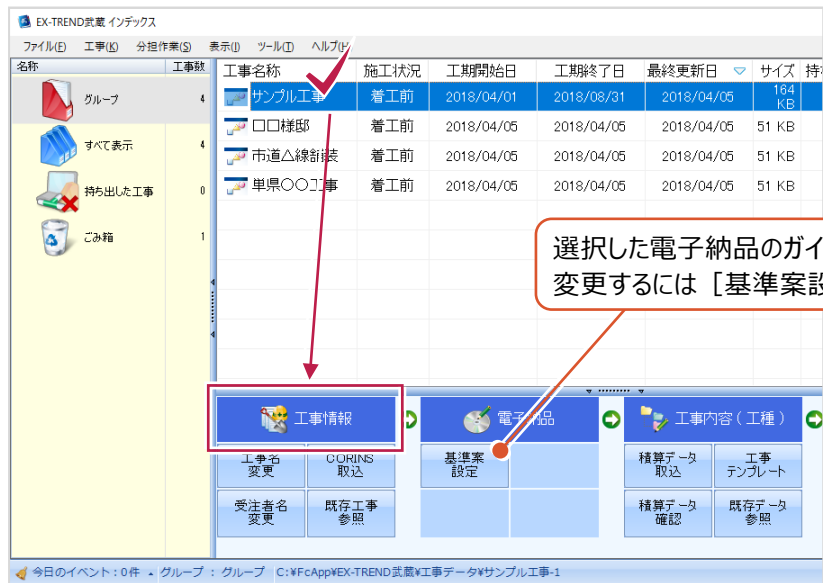 EX-TREND武蔵 インデックス
ファイル(F) 工事(K) 分担作業(S) 表示(I) ツール(T) ヘルプ(H)
名称 工事数 工事名称 施工状況 工期開始日 工期終了日 最終更新日 サイズ
グループ 4
すべて表示 4
持ち出した工事 0
ごみ箱 1
サンプル工事 着工前 2018/04/01 2018/08/31 2018/04/05 164 KB
□□様邸 着工前 2018/04/05 2018/04/05 2018/04/05 51 KB
市道△線舗装 着工前 2018/04/05 2018/04/05 2018/04/05 51 KB
単県〇〇工事 着工前 2018/04/05 2018/04/05 2018/04/05 51 KB
選択した電子納品のガイ
変更するには [基準案設
工事情報 電子納品 工事内容(工種)
工事名 CORINS 基準案 積算データ 工事
変更 取込 設定 取込 テンプレート
受注者名 既存工事 積算データ 既存データ
変更 参照 確認 参照
今日のイベント:0件 グループ : グループ C:¥FcApp¥EX-TREND武蔵¥工事データ¥サンプル工事-1